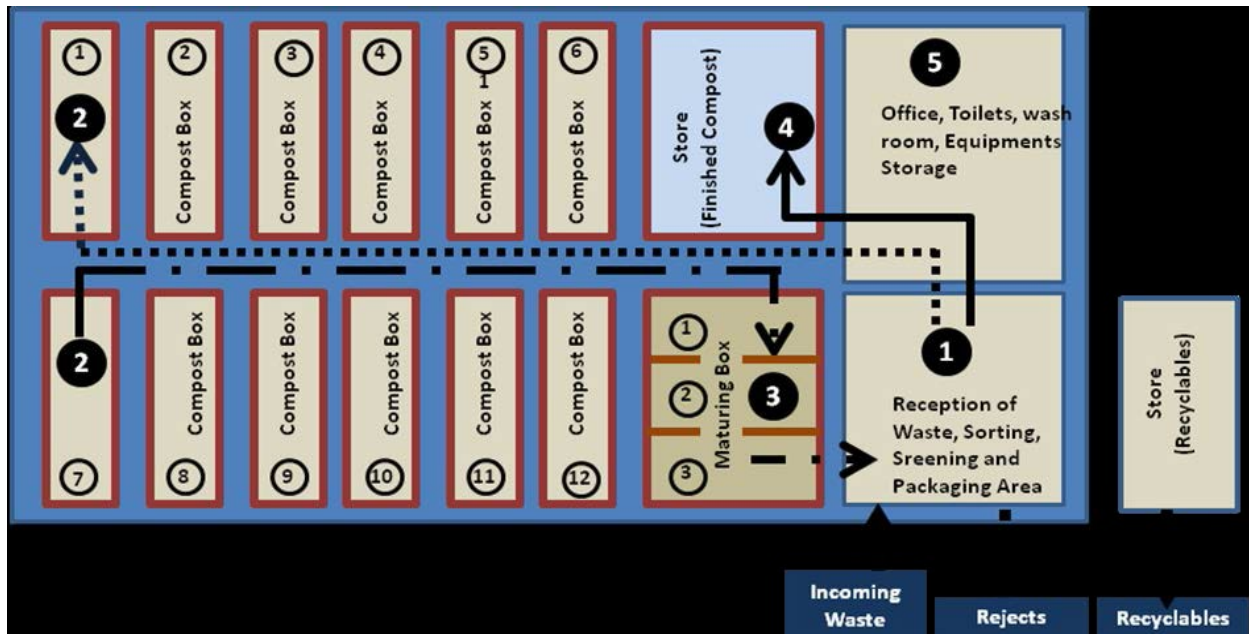 1
2
2
Compost Box
3
Compost Box
4
Compost Box
5
1
Compost Box
6
Compost Box
Store
(Finished Compost)
4
5
Office, Toilets, wash
room, Equipments
Storage
2
7
Compost Box
8
Compost Box
9
Compost Box
10
Compost Box
11
Compost Box
12
1
2
3
Maturing Box
3
1
Reception of
Waste, Sorting,
Sreening and
Packaging Area
Store
(Recyclables)
Incoming
Waste
Rejects
Recyclables